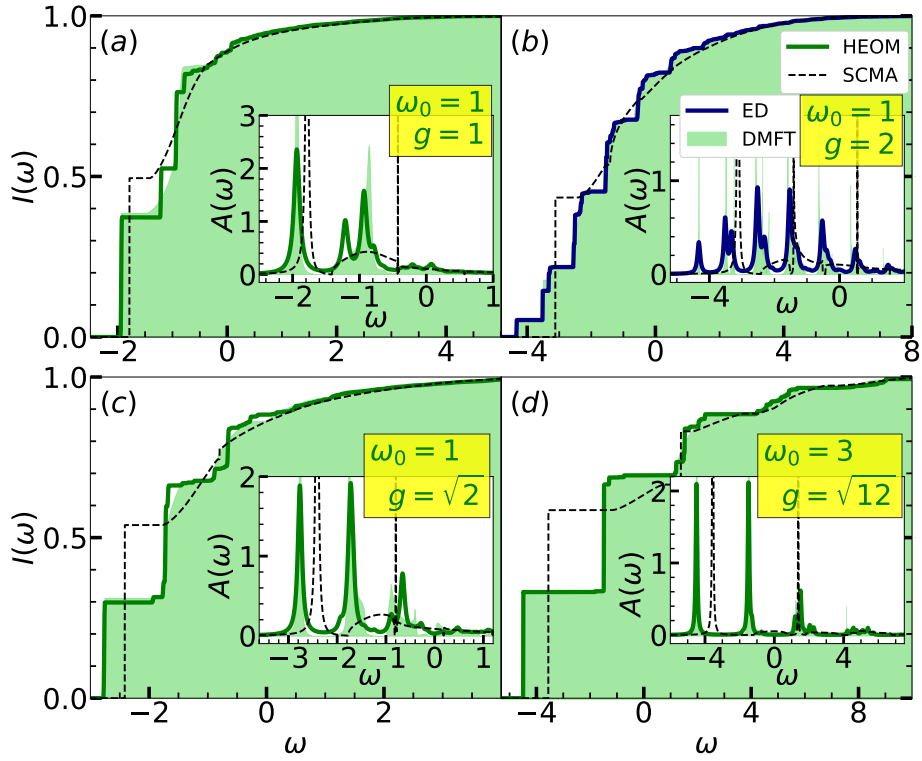 (a)
I(ω)
1.0
0.5
0.0
−2 0 2 4
ω₀ = 1
g = 1
A(ω)
3
2
1
0
−2 −1 0 1
ω
(b)
HEOM
SCMA
ED
DMFT
ω₀ = 1
g = 2
A(ω)
1
0
−4 0
ω
−4 0 4 8
(c)
I(ω)
1.0
0.5
0.0
−2 0 2
ω
ω₀ = 1
g = √2
A(ω)
2
1
0
−3 −2 −1 0 1
ω
(d)
ω₀ = 3
g = √12
A(ω)
2
1
0
−4 0 4
ω
−4 0 4 8
ω